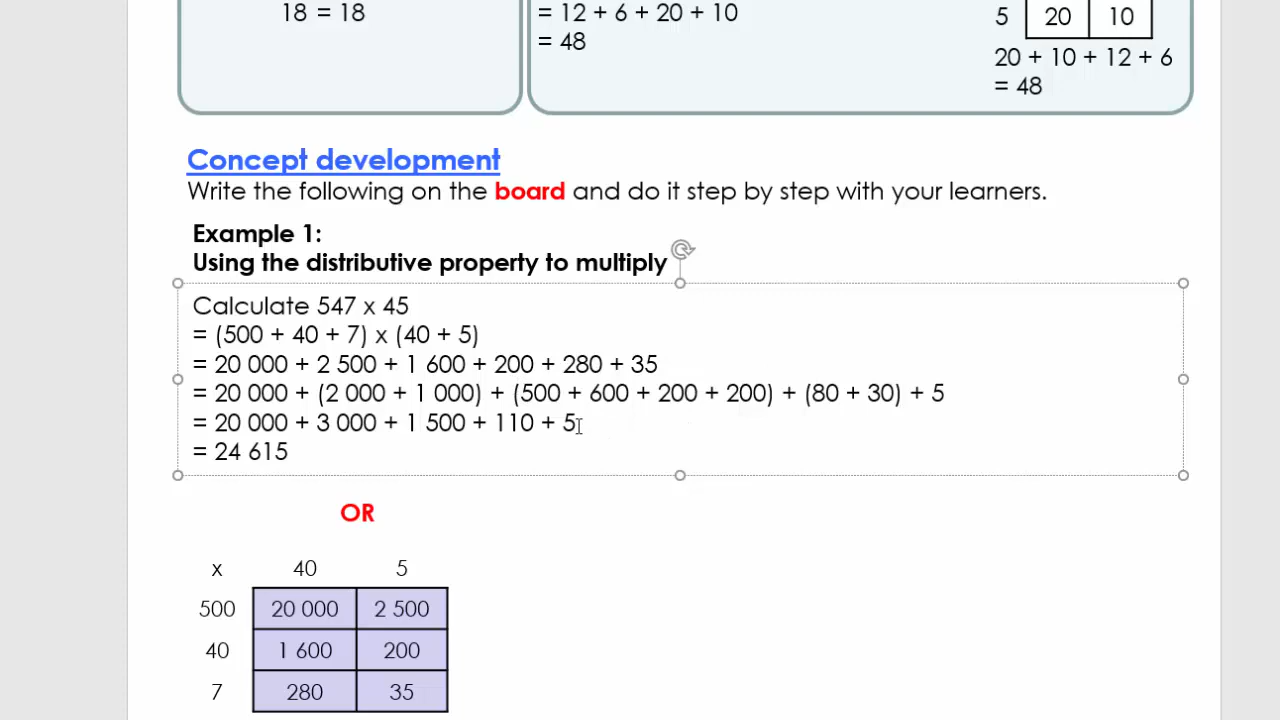 18 = 18
= 12 + 6 + 20 + 10
= 48
5 20 10
20 + 10 + 12 + 6
= 48
Concept development
Write the following on the board and do it step by step with your learners.
Example 1:
Using the distributive property to multiply
Calculate 547 x 45
= (500 + 40 + 7) x (40 + 5)
= 20 000 + 2 500 + 1 600 + 200 + 280 + 35
= 20 000 + (2 000 + 1 000) + (500 + 600 + 200 + 200) + (80 + 30) + 5
= 20 000 + 3 000 + 1 500 + 110 + 5
= 24 615
OR
x 40 5
500 20 000 2 500
40 1 600 200
7 280 35